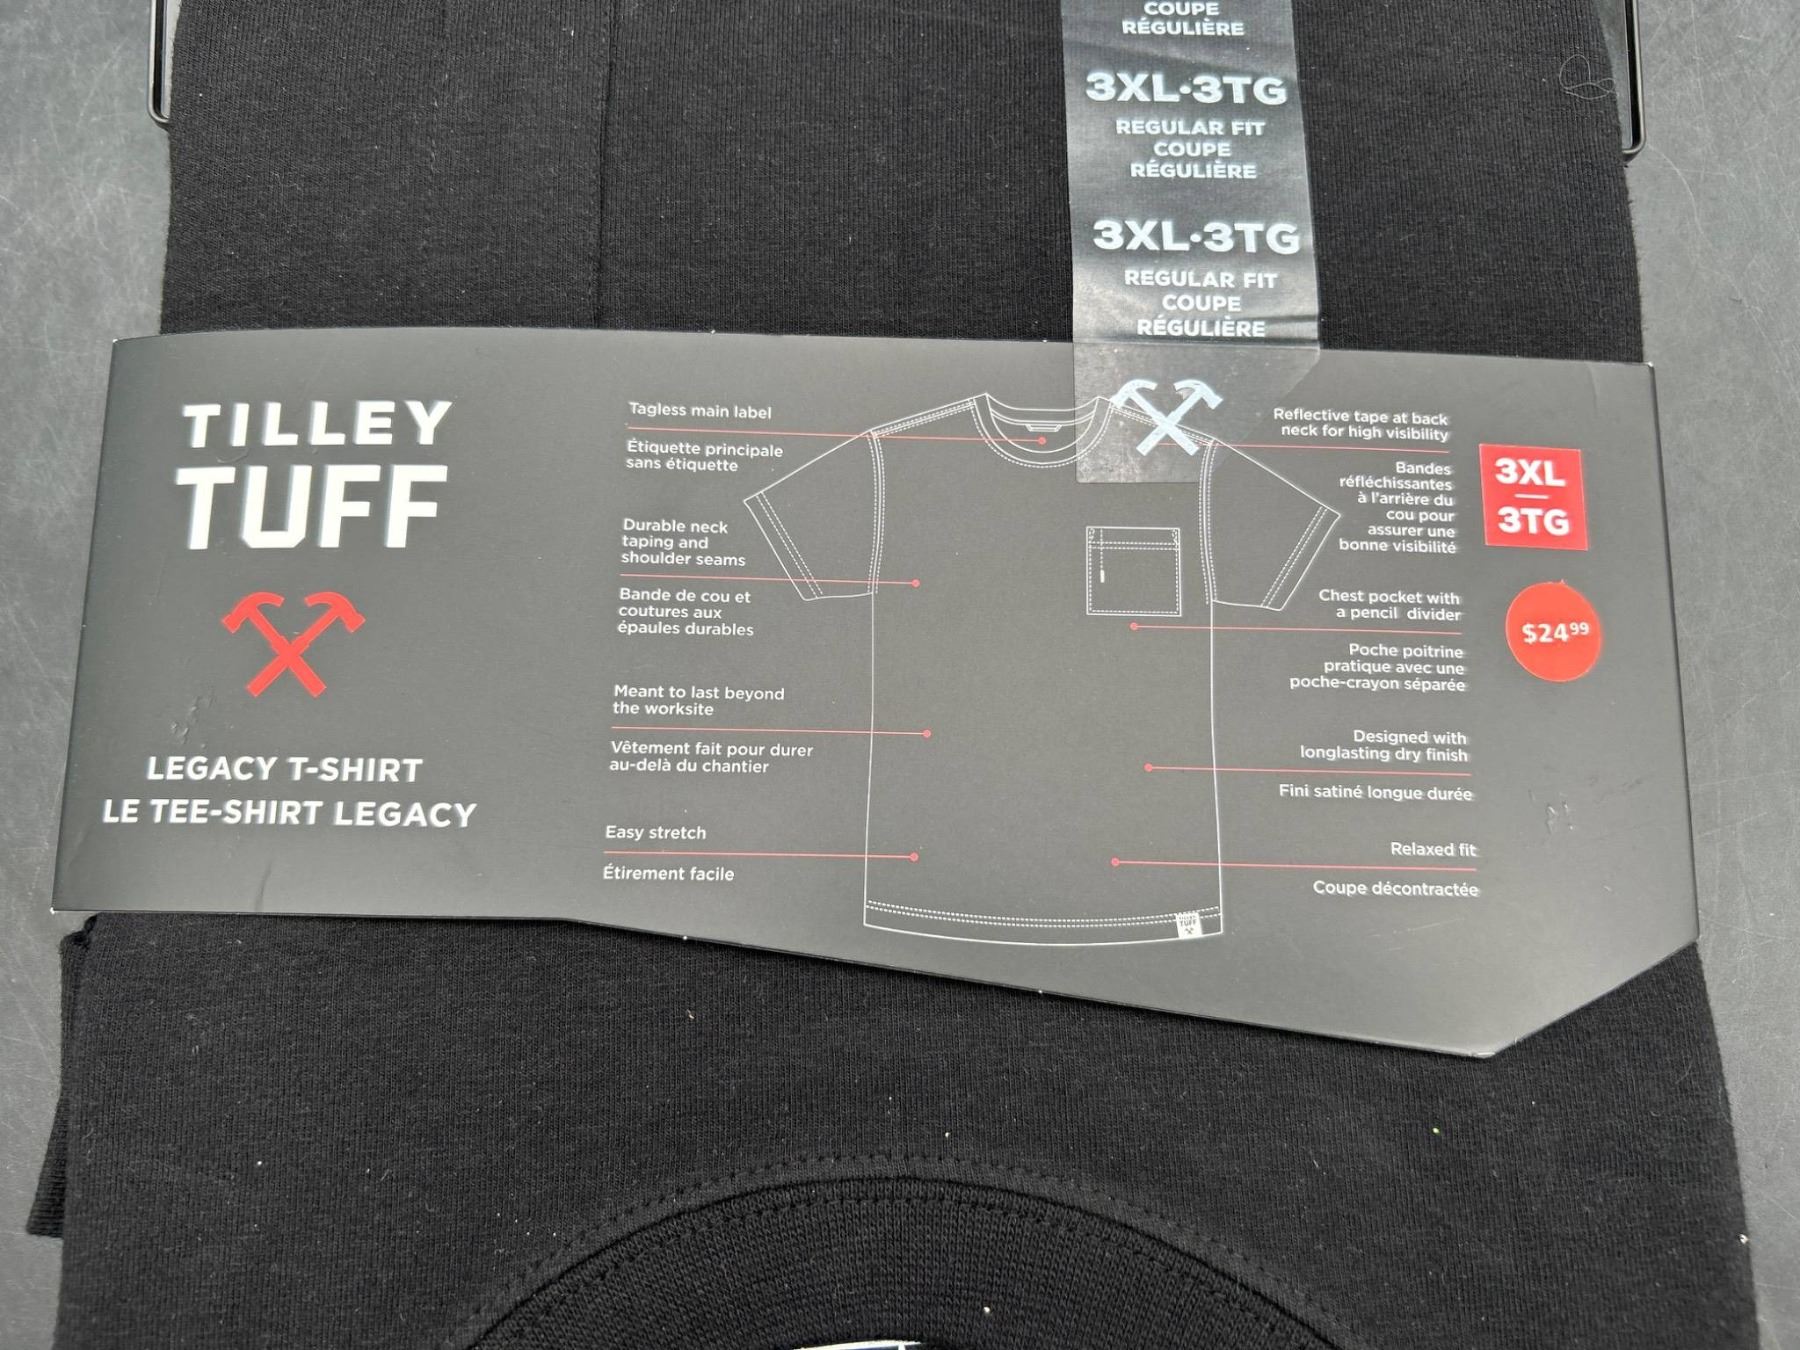 COUPE
RÉGULIÈRE
3XL•3TG
REGULAR FIT
COUPE
RÉGULIÈRE
3XL•3TG
REGULAR FIT
COUPE
RÉGULIÈRE
TILLEY
TUFF
LEGACY T-SHIRT
LE TEE-SHIRT LEGACY
Tagless main label
Étiquette principale
sans étiquette
Durable neck
taping and
shoulder seams
Bande de cou et
coutures aux
épaules durables
Meant to last beyond
the worksite
Vêtement fait pour durer
au-delà du chantier
Easy stretch
Étirement facile
Reflective tape at back
neck for high visibility
Bandes
réfléchissantes
à l'arrière du
cou pour
assurer une
bonne visibilité
Chest pocket with
a pencil divider
Poche poitrine
pratique avec une
poche-crayon séparée
Designed with
longlasting dry finish
Fini satiné longue durée
Relaxed fit
Coupe décontractée
TUFF
3XL
3TG
$24.99